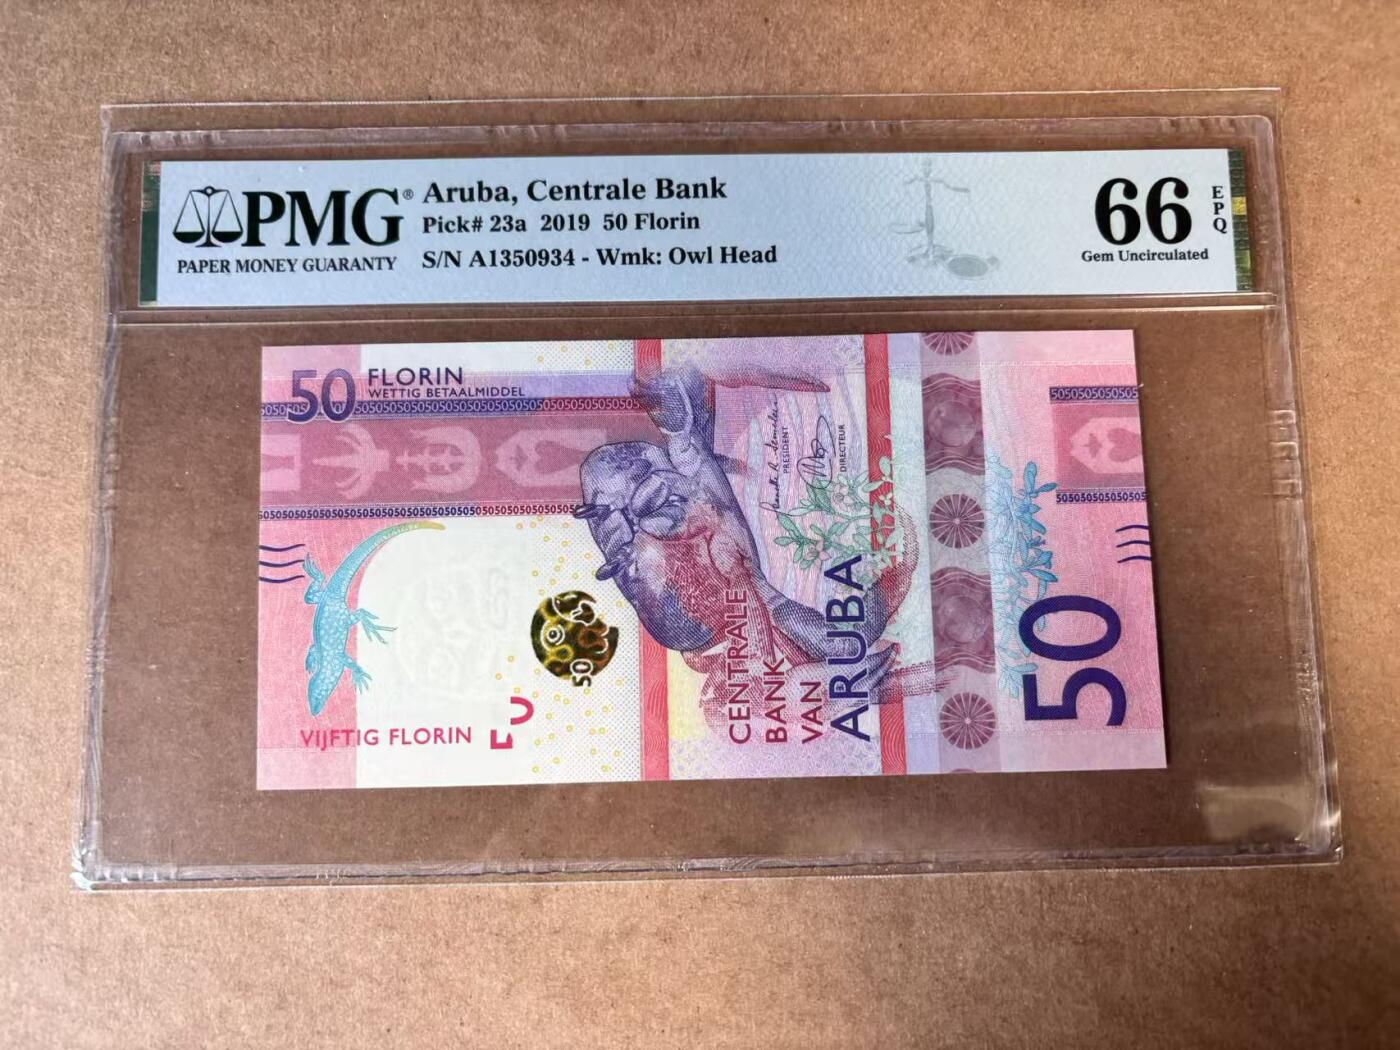 PMG®
PAPER MONEY GUARANTY
Aruba, Centrale Bank
Pick# 23a 2019 50 Florin
S/N A1350934 - Wmk: Owl Head
66
EPQ
Gem Uncirculated
50 FLORIN
WETTIG BETAALMIDDEL
PRESIDENT
DIRECTEUR
50
VIJFTIG FLORIN
CENTRALE
BANK
VAN
ARUBA
50